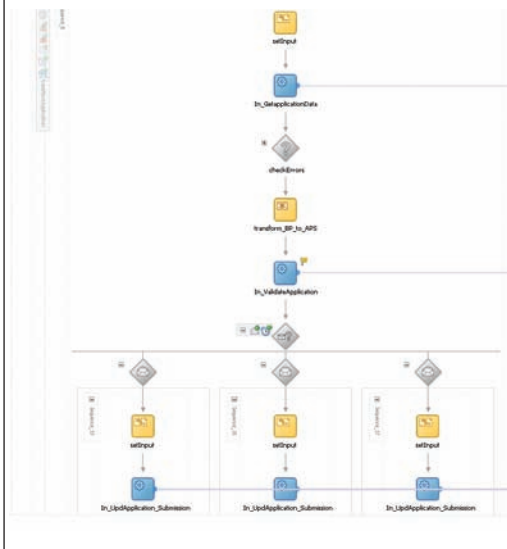 setInput
In_GetapplicationData
checkErrors
transform_BP_to_APS
In_ValidateApplication
setInput
setInput
setInput
In_UpdApplication_Submission
In_UpdApplication_Submission
In_UpdApplication_Submission